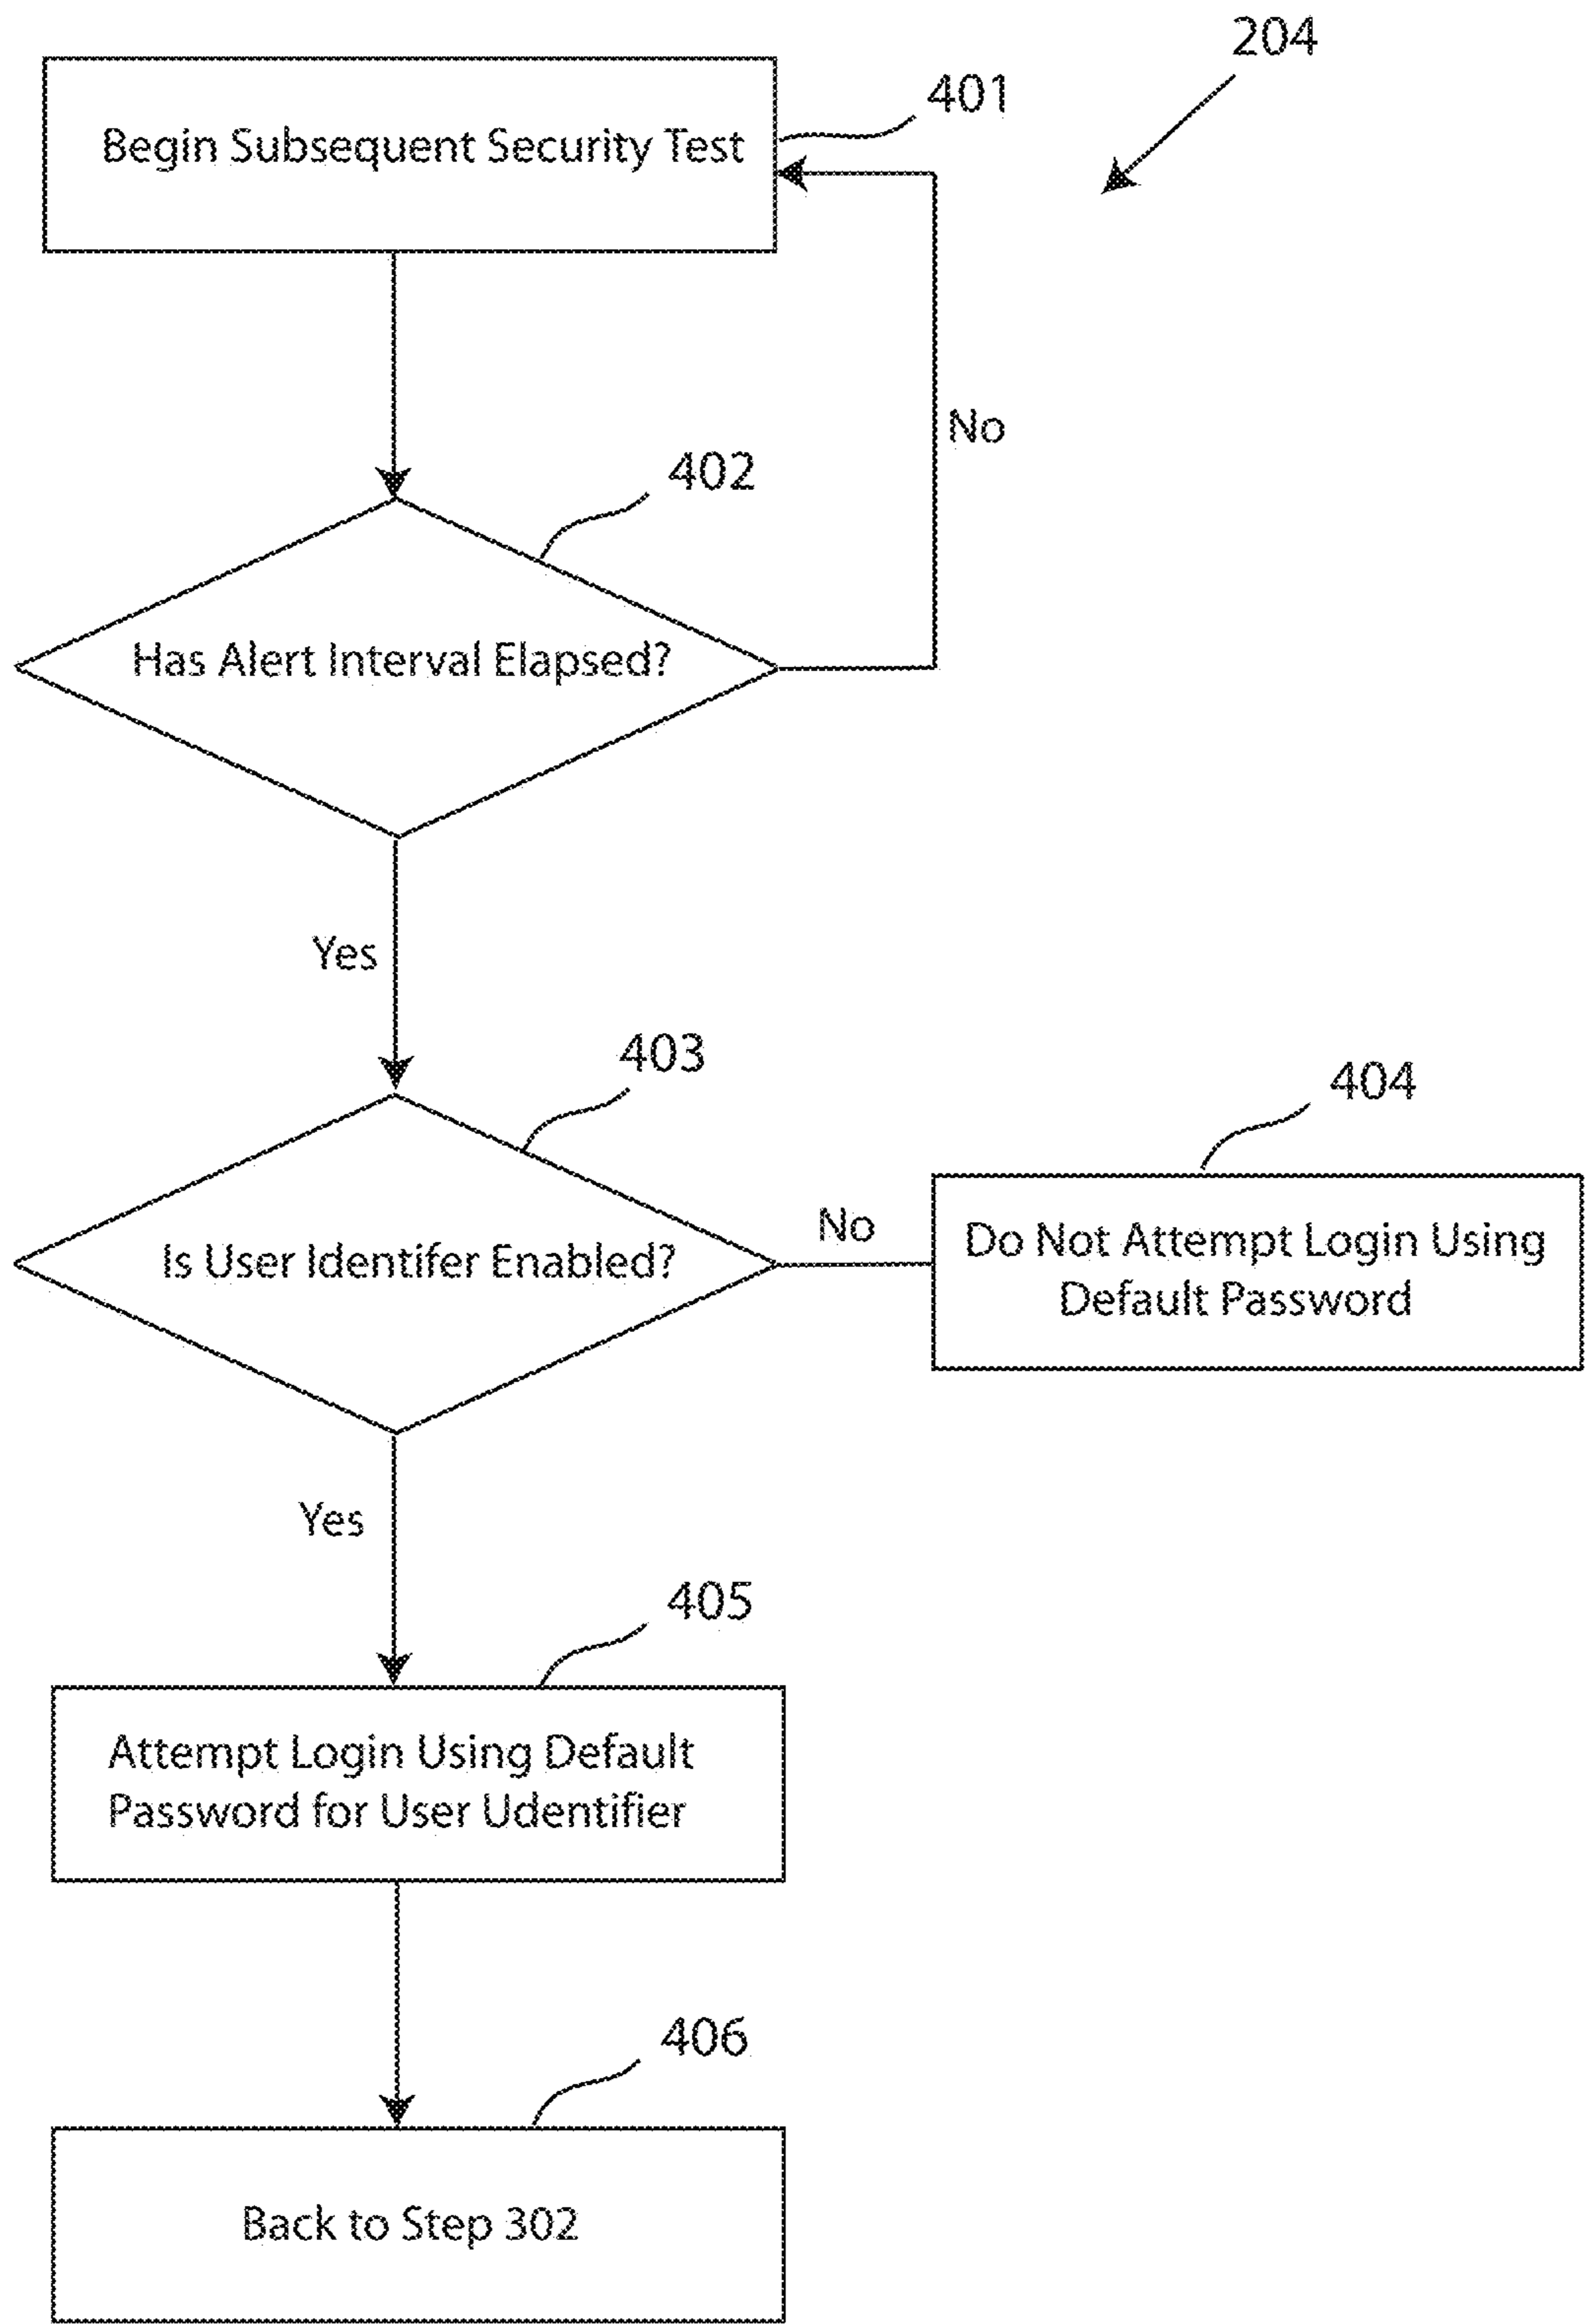 204
401
Begin Subsequent Security Test
No
402
Has Alert Interval Elapsed?
Yes
403
404
No
Is User Identifer Enabled?
Do Not Attempt Login Using
Default Password
Yes
405
Attempt Login Using Default
Password for User Udentifier
406
Back to Step 302